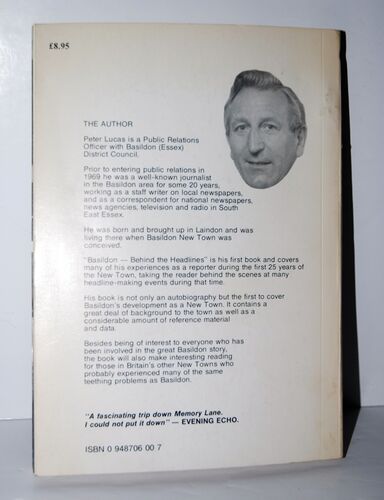 £8.95
THE AUTHOR
Peter Lucas is a Public Relations
Officer with Basildon (Essex)
District Council.
Prior to entering public relations in
1969 he was a well-known journalist
in the Basildon area for some 20 years,
working as a staff writer on local newspapers,
and as a correspondent for national newspapers,
news agencies, television and radio in South
East Essex.
He was born and brought up in Laindon and was
living there when Basildon New Town was
conceived.
"Basildon — Behind the Headlines" is his first book and covers
many of his experiences as a reporter during the first 25 years of
the New Town, taking the reader behind the scenes at many
headline-making events during that time.
His book is not only an autobiography but the first to cover
Basildon's development as a New Town. It contains a
great deal of background to the town as well as a
considerable amount of reference material
and data.
Besides being of interest to everyone who has
been involved in the great Basildon story,
the book will also make interesting reading
for those in Britain's other New Towns who
probably experienced many of the same
teething problems as Basildon.
"A fascinating trip down Memory Lane.
I could not put it down" — EVENING ECHO.
ISBN 0 948706 00 7